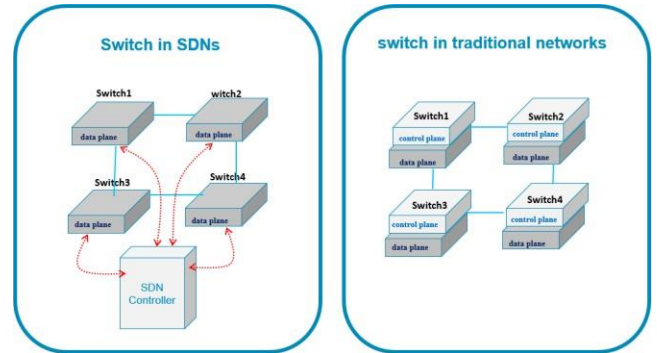 Switch in SDNs
Switch1
witch2
data plane
data plane
Switch3
Switch4
data plane
data plane
SDN
Controller
switch in traditional networks
Switch1
Switch2
control plane
control plane
data plane
data plane
Switch3
Switch4
control plane
control plane
data plane
data plane